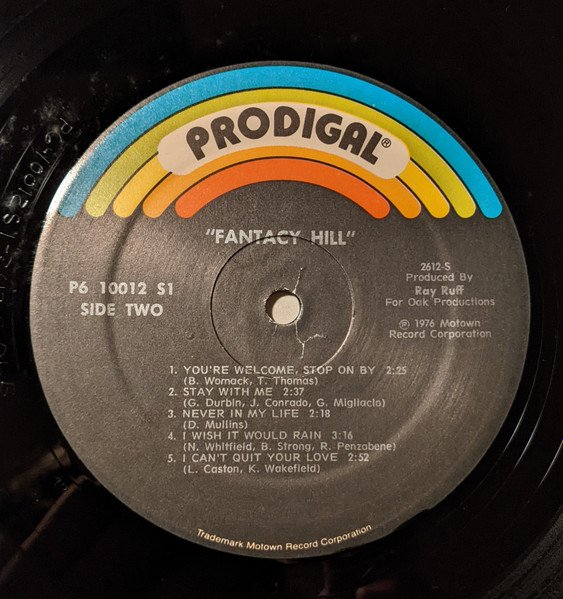 PRODIGAL®
"FANTACY HILL"
P6 10012 S1
SIDE TWO
2612-S
Produced By
Ray Ruff
For Oak Productions
℗ 1976 Motown
Record Corporation
1. YOU'RE WELCOME, STOP ON BY 2:25
(B. Womack, T. Thomas)
2. STAY WITH ME 2:37
(G. Durbin, J. Conrado, G. Migliacio)
3. NEVER IN MY LIFE 2:18
(D. Mullins)
4. I WISH IT WOULD RAIN 3:16
(N. Whitfield, B. Strong, R. Penzabene)
5. I CAN'T QUIT YOUR LOVE 2:52
(L. Caston, K. Wakefield)
Trademark Motown Record Corporation